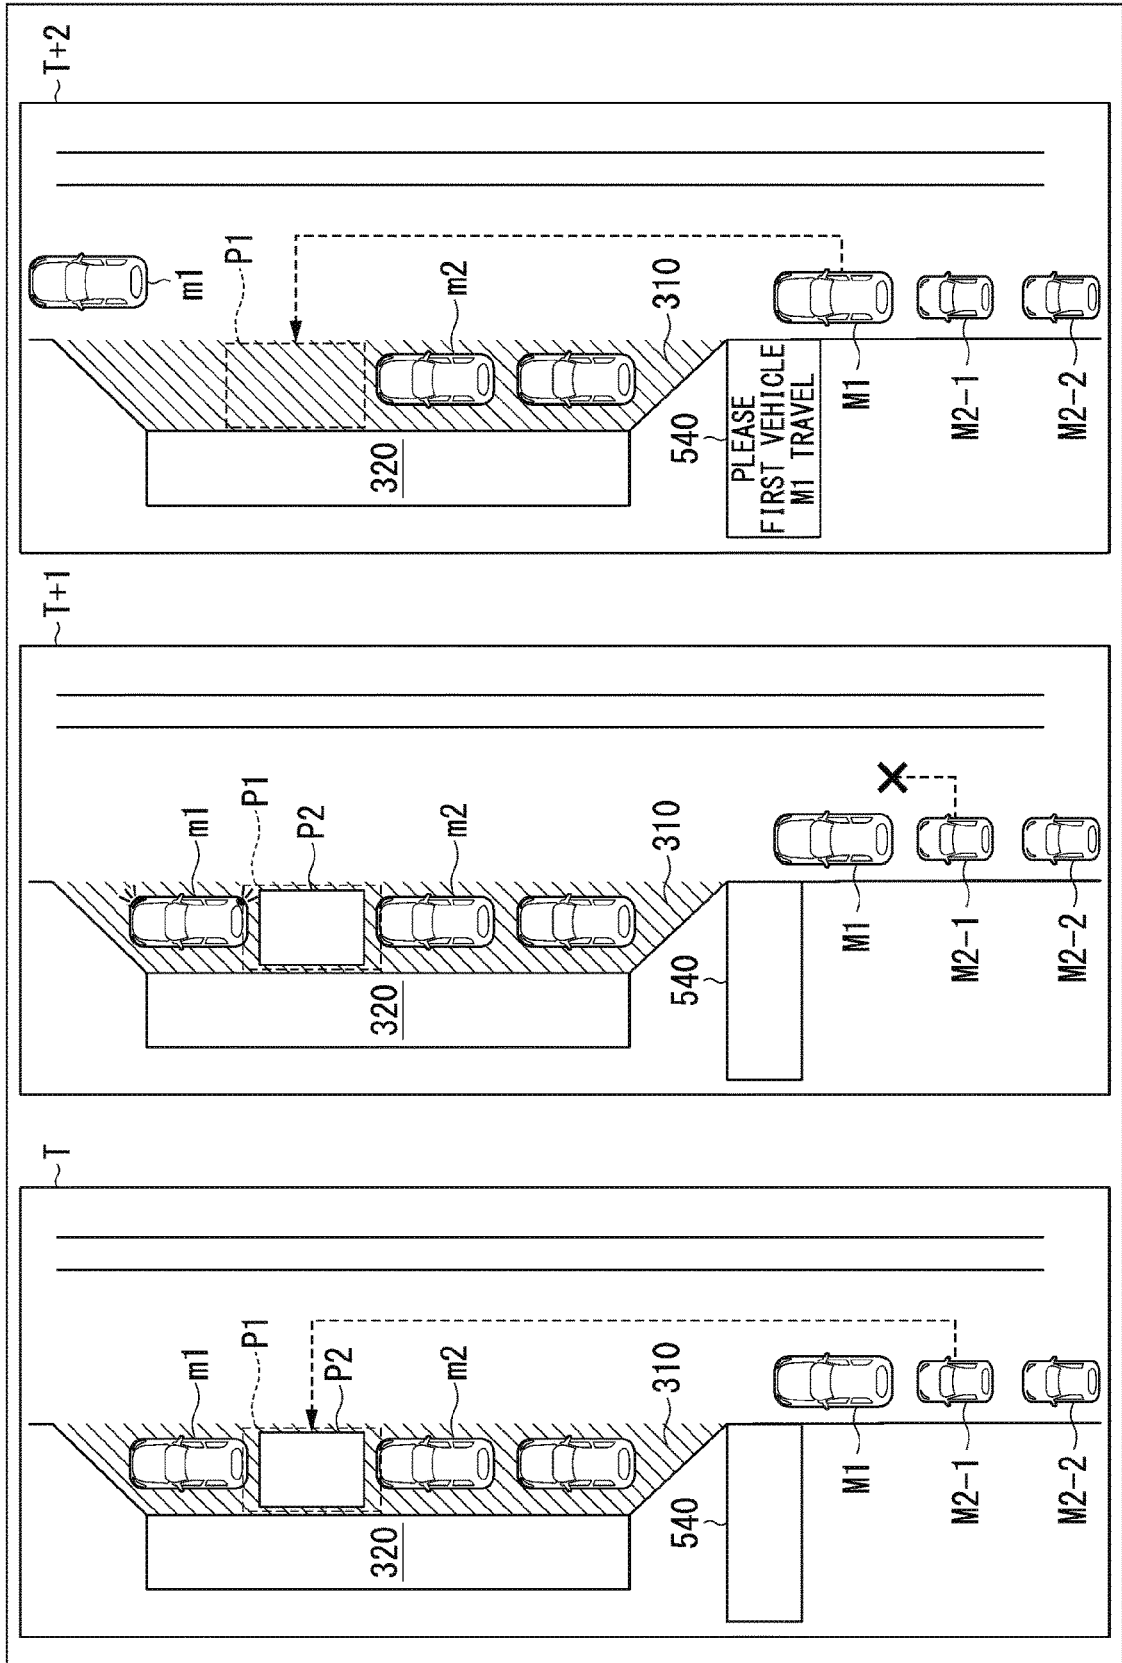 T
m1
P1
P2
320
m2
310
540
M1
M2-1
M2-2
T+1
m1
P1
P2
320
m2
310
540
M1
M2-1
M2-2
T+2
m1
P1
320
m2
310
540
PLEASE
FIRST VEHICLE
M1 TRAVEL
M1
M2-1
M2-2